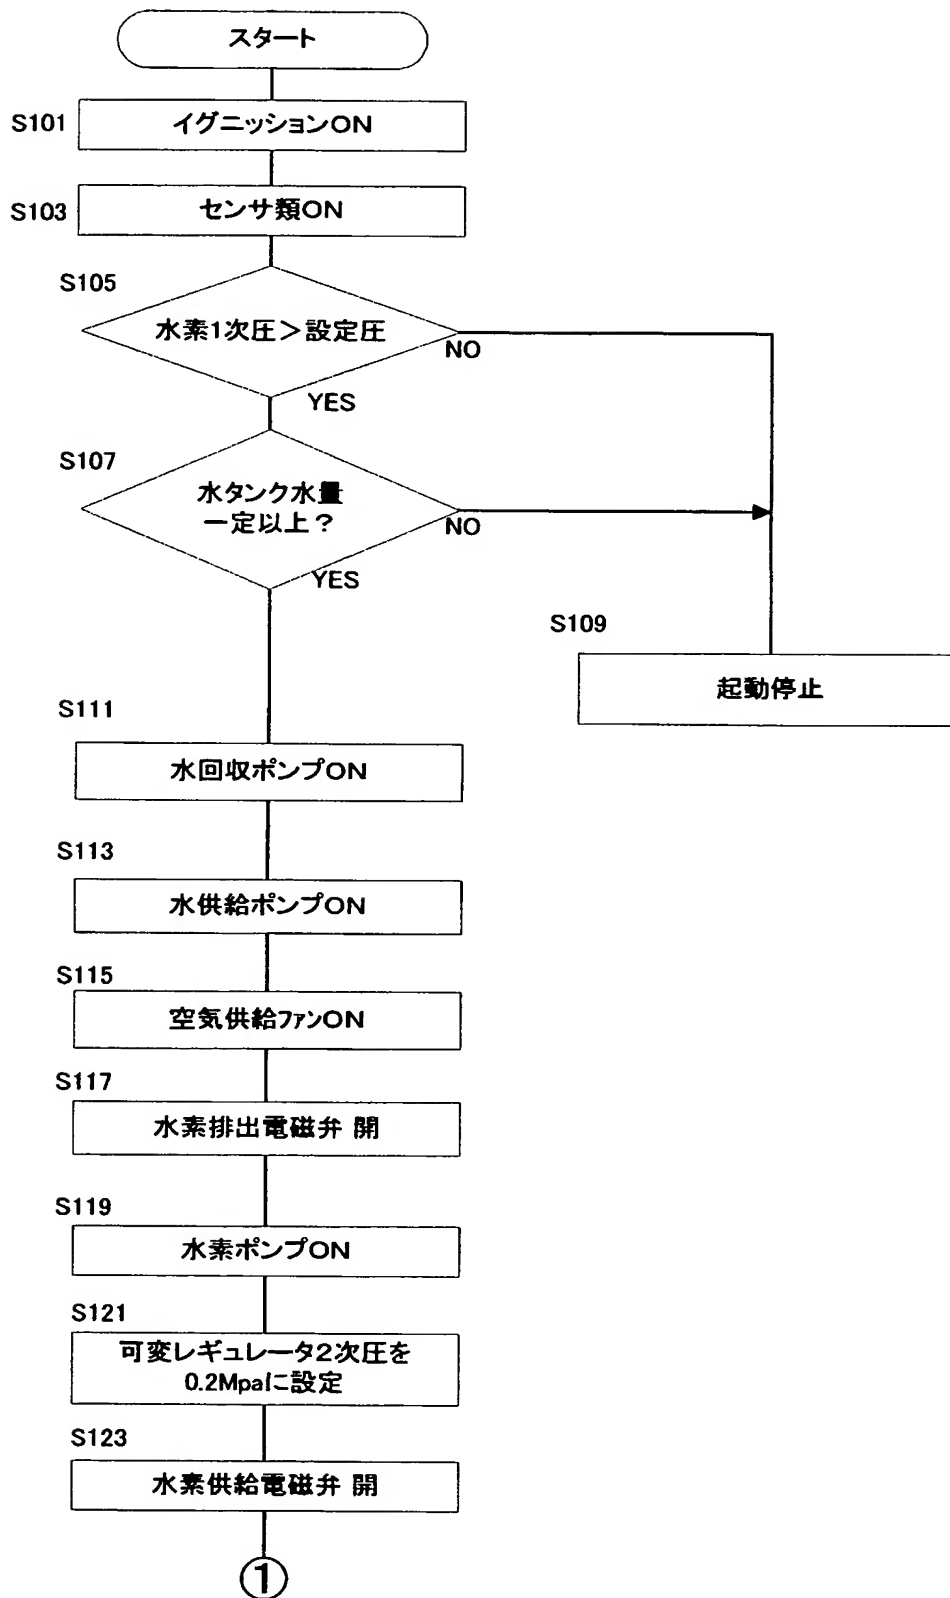 スタート
S101
イグニッションON
S103
センサ類ON
S105
水素1次圧＞設定圧
NO
YES
S107
水タンク水量
一定以上？
NO
YES
S109
起動停止
S111
水回収ポンプON
S113
水供給ポンプON
S115
空気供給ファンON
S117
水素排出電磁弁 開
S119
水素ポンプON
S121
可変レギュレータ2次圧を
0.2Mpaに設定
S123
水素供給電磁弁 開
①